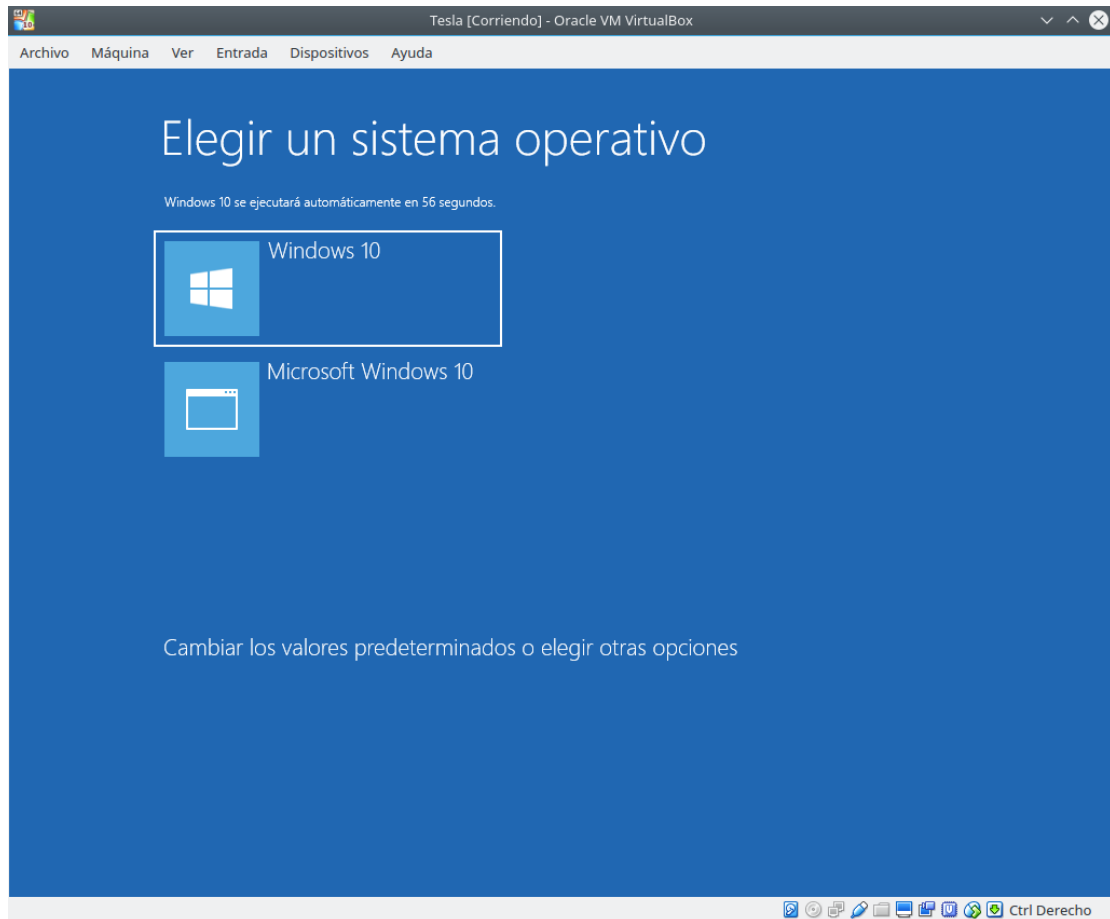 Tesla [Corriendo] - Oracle VM VirtualBox
Archivo Máquina Ver Entrada Dispositivos Ayuda
Elegir un sistema operativo
Windows 10 se ejecutará automáticamente en 56 segundos.
Windows 10
Microsoft Windows 10
Cambiar los valores predeterminados o elegir otras opciones
Ctrl Derecho